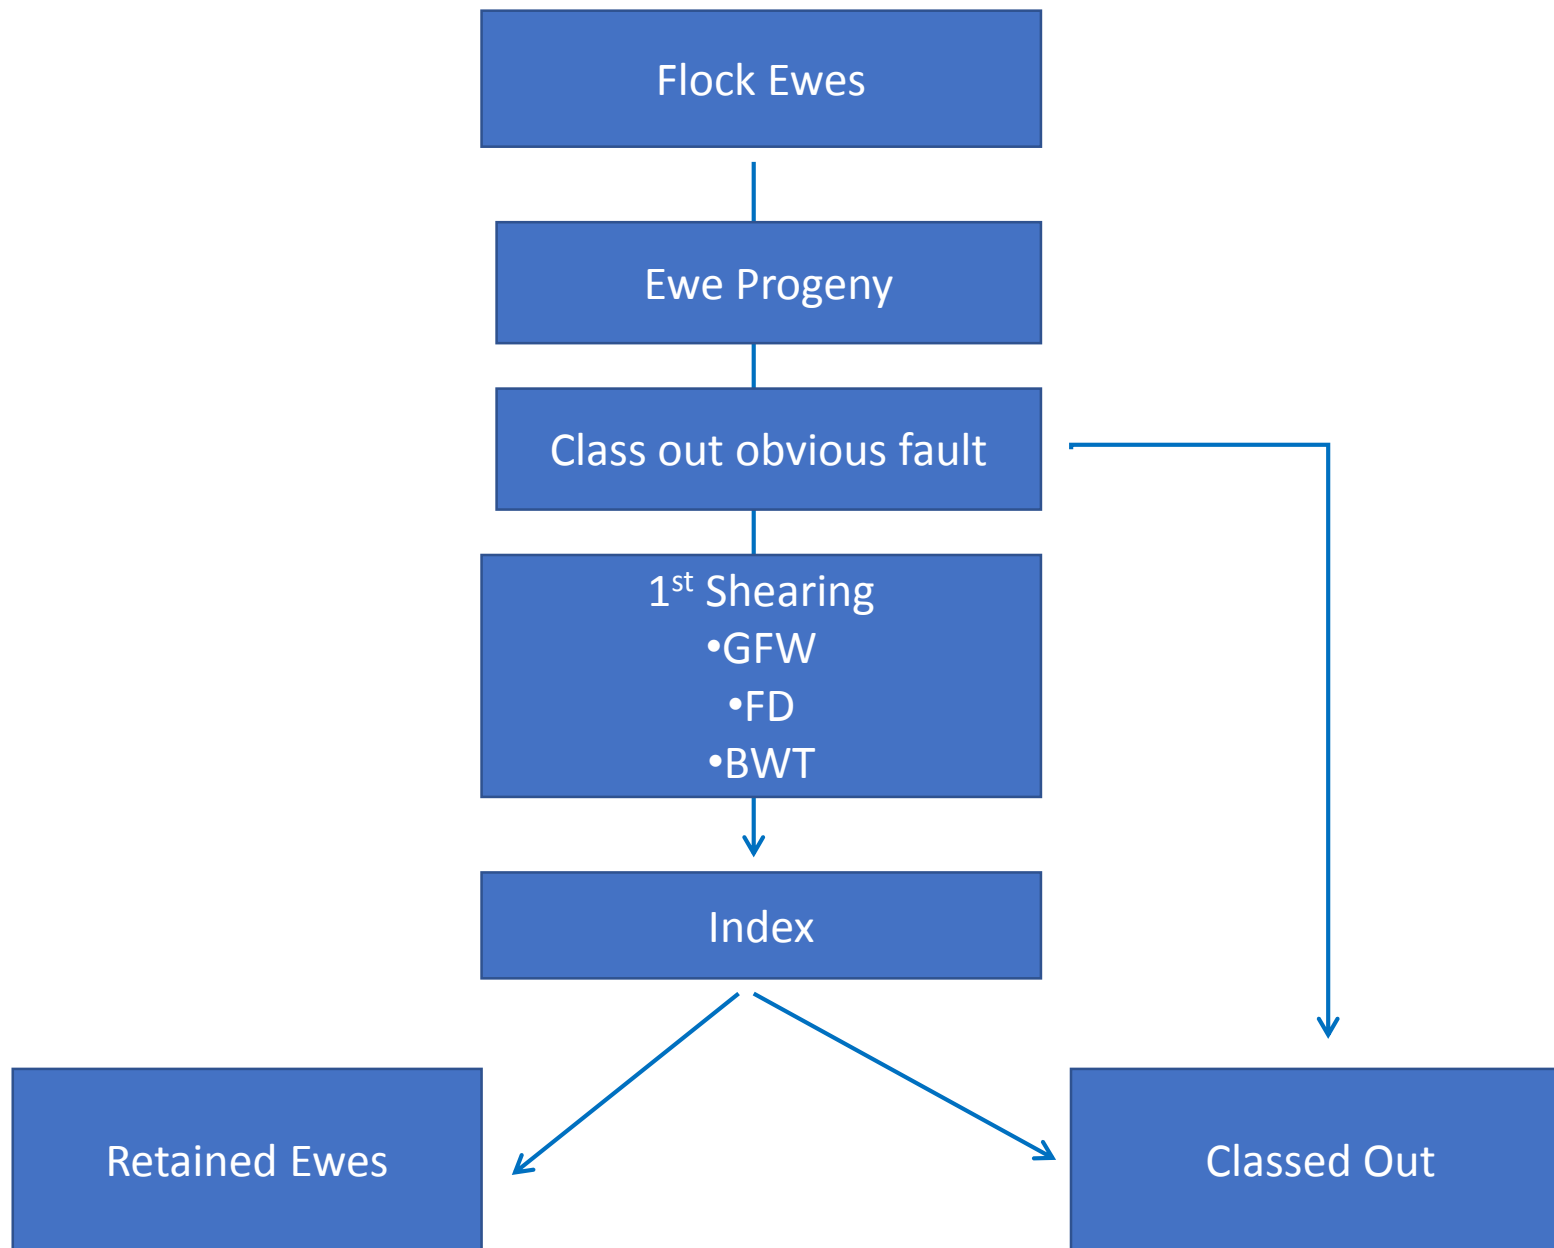 Flock Ewes
Ewe Progeny
Class out obvious fault
1st Shearing
•GFW
•FD
•BWT
Index
Retained Ewes
Classed Out